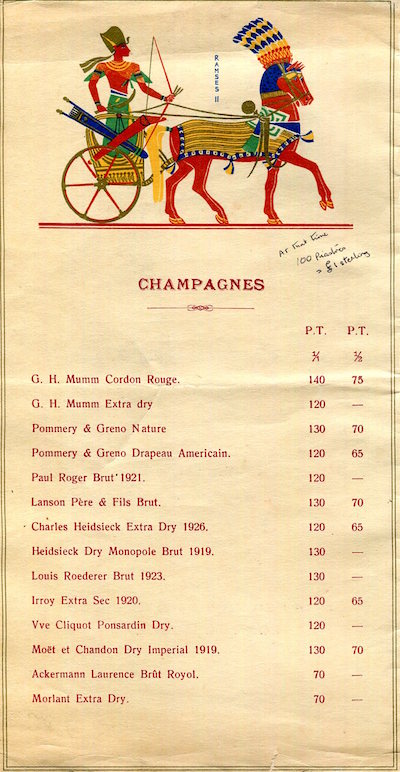 RAMSES II
At that time
100 Piastres
= £1 sterling
CHAMPAGNES
P.T. P.T.
1/1 1/2
G. H. Mumm Cordon Rouge. 140 75
G. H. Mumm Extra dry 120 —
Pommery & Greno Nature 130 70
Pommery & Greno Drapeau Americain. 120 65
Paul Roger Brut 1921. 120 —
Lanson Père & Fils Brut. 130 70
Charles Heidsieck Extra Dry 1926. 120 65
Heidsieck Dry Monopole Brut 1919. 130 —
Louis Roederer Brut 1923. 130 —
Irroy Extra Sec 1920. 120 65
Vve Cliquot Ponsardin Dry. 120 —
Moët et Chandon Dry Imperial 1919. 130 70
Ackermann Laurence Brût Royol. 70 —
Morlant Extra Dry. 70 —